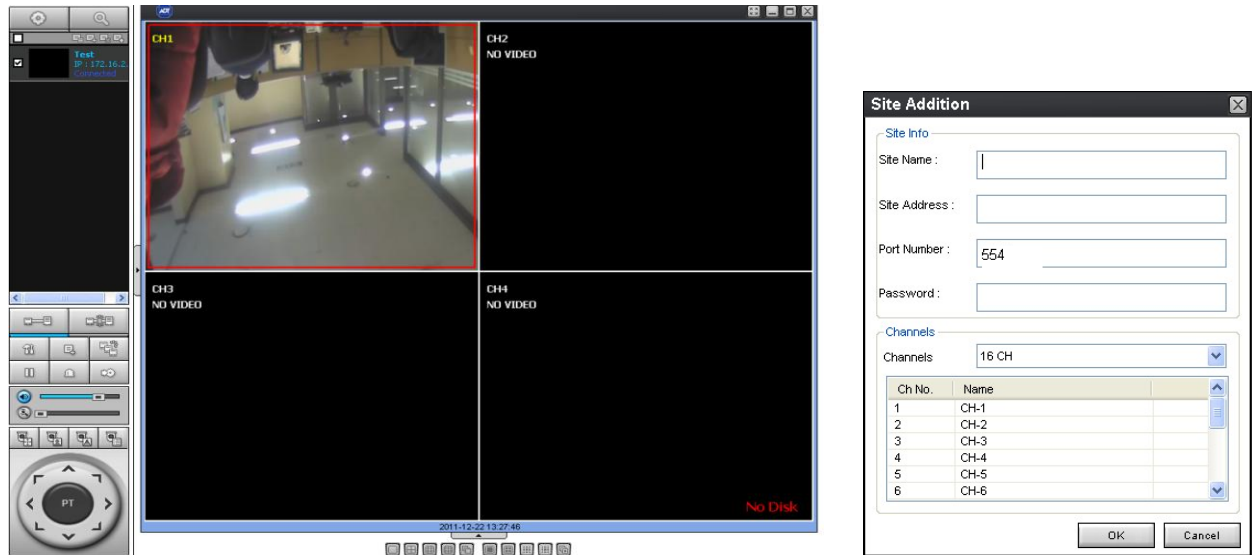 Test
IP : 172.16.2.
Connected
PT
ADT
CH1
CH2
NO VIDEO
CH3
NO VIDEO
CH4
NO VIDEO
No Disk
2011-12-22 13:27:46
Site Addition
Site Info
Site Name :
Site Address :
Port Number :
554
Password :
Channels
Channels
16 CH
Ch No. Name
1 CH-1
2 CH-2
3 CH-3
4 CH-4
5 CH-5
6 CH-6
OK Cancel